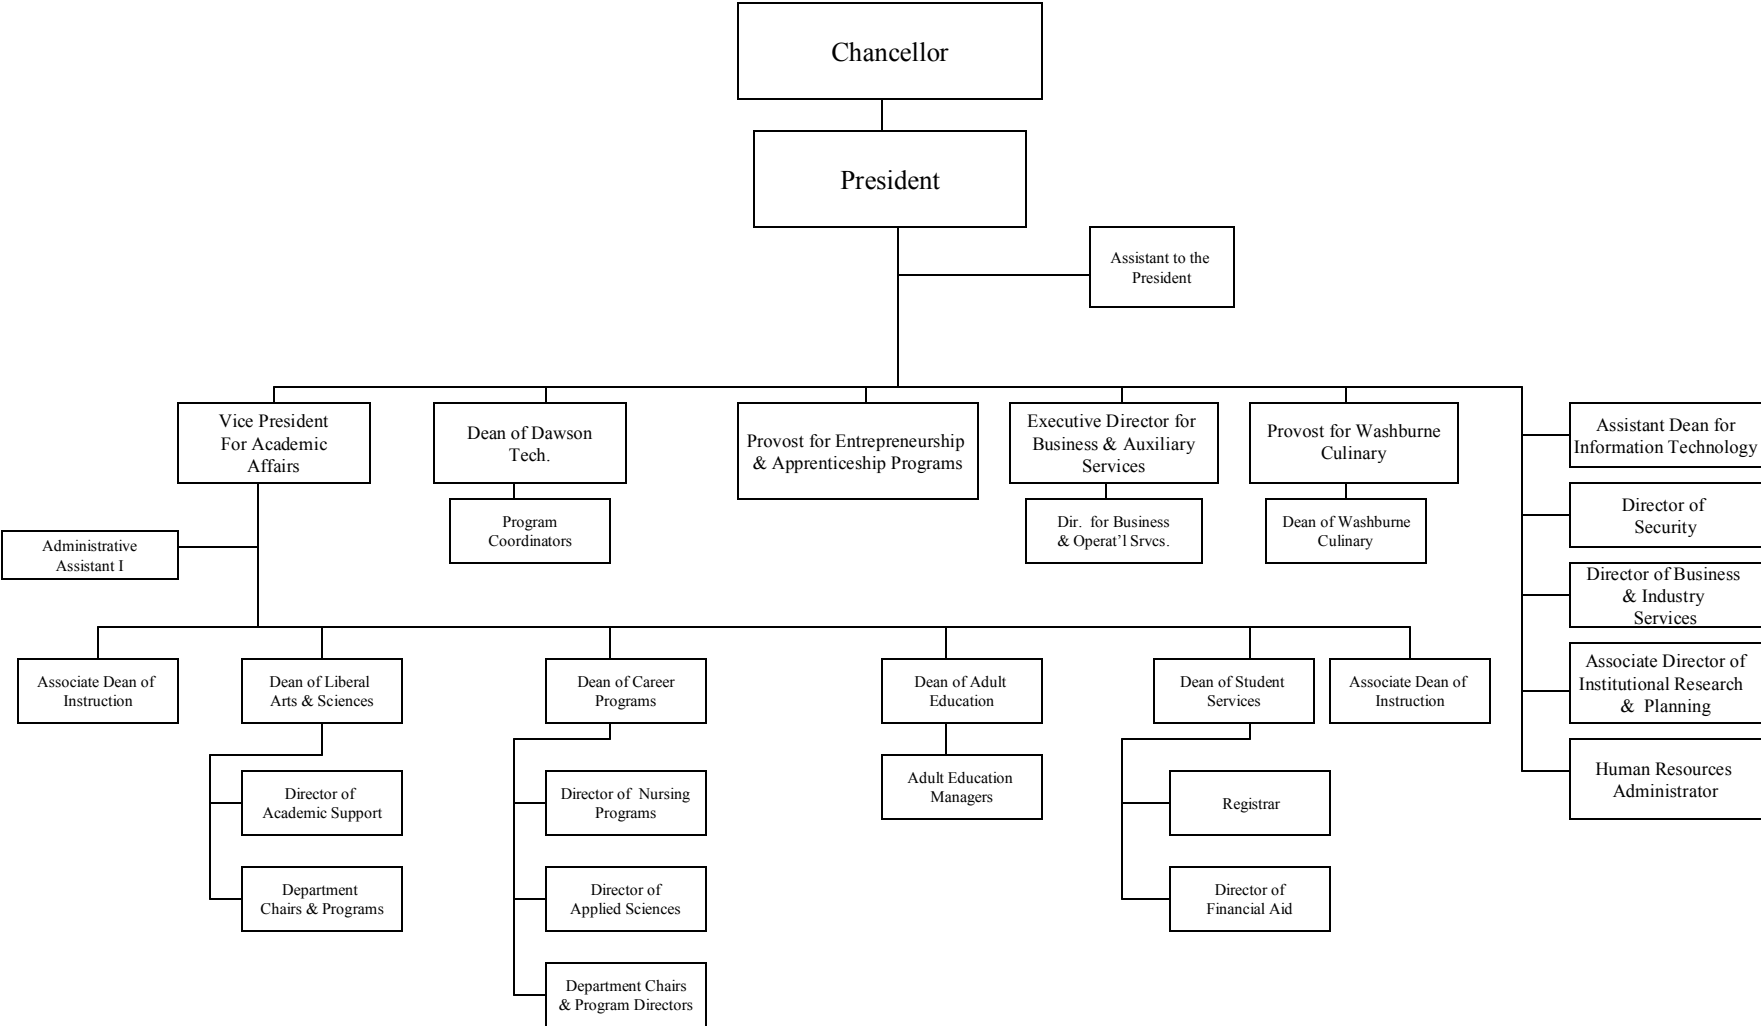 Chancellor
President
Assistant to the
President
Vice President
For Academic
Affairs
Dean of Dawson
Tech.
Provost for Entrepreneurship
& Apprenticeship Programs
Executive Director for
Business & Auxiliary
Services
Provost for Washburne
Culinary
Assistant Dean for
Information Technology
Program
Coordinators
Dir. for Business
& Operat’l Srvcs.
Dean of Washburne
Culinary
Director of
Security
Administrative
Assistant I
Director of Business
& Industry
Services
Associate Dean of
Instruction
Dean of Liberal
Arts & Sciences
Dean of Career
Programs
Dean of Adult
Education
Dean of Student
Services
Associate Dean of
Instruction
Associate Director of
Institutional Research
& Planning
Director of
Academic Support
Director of Nursing
Programs
Adult Education
Managers
Registrar
Human Resources
Administrator
Department
Chairs & Programs
Director of
Applied Sciences
Director of
Financial Aid
Department Chairs
& Program Directors